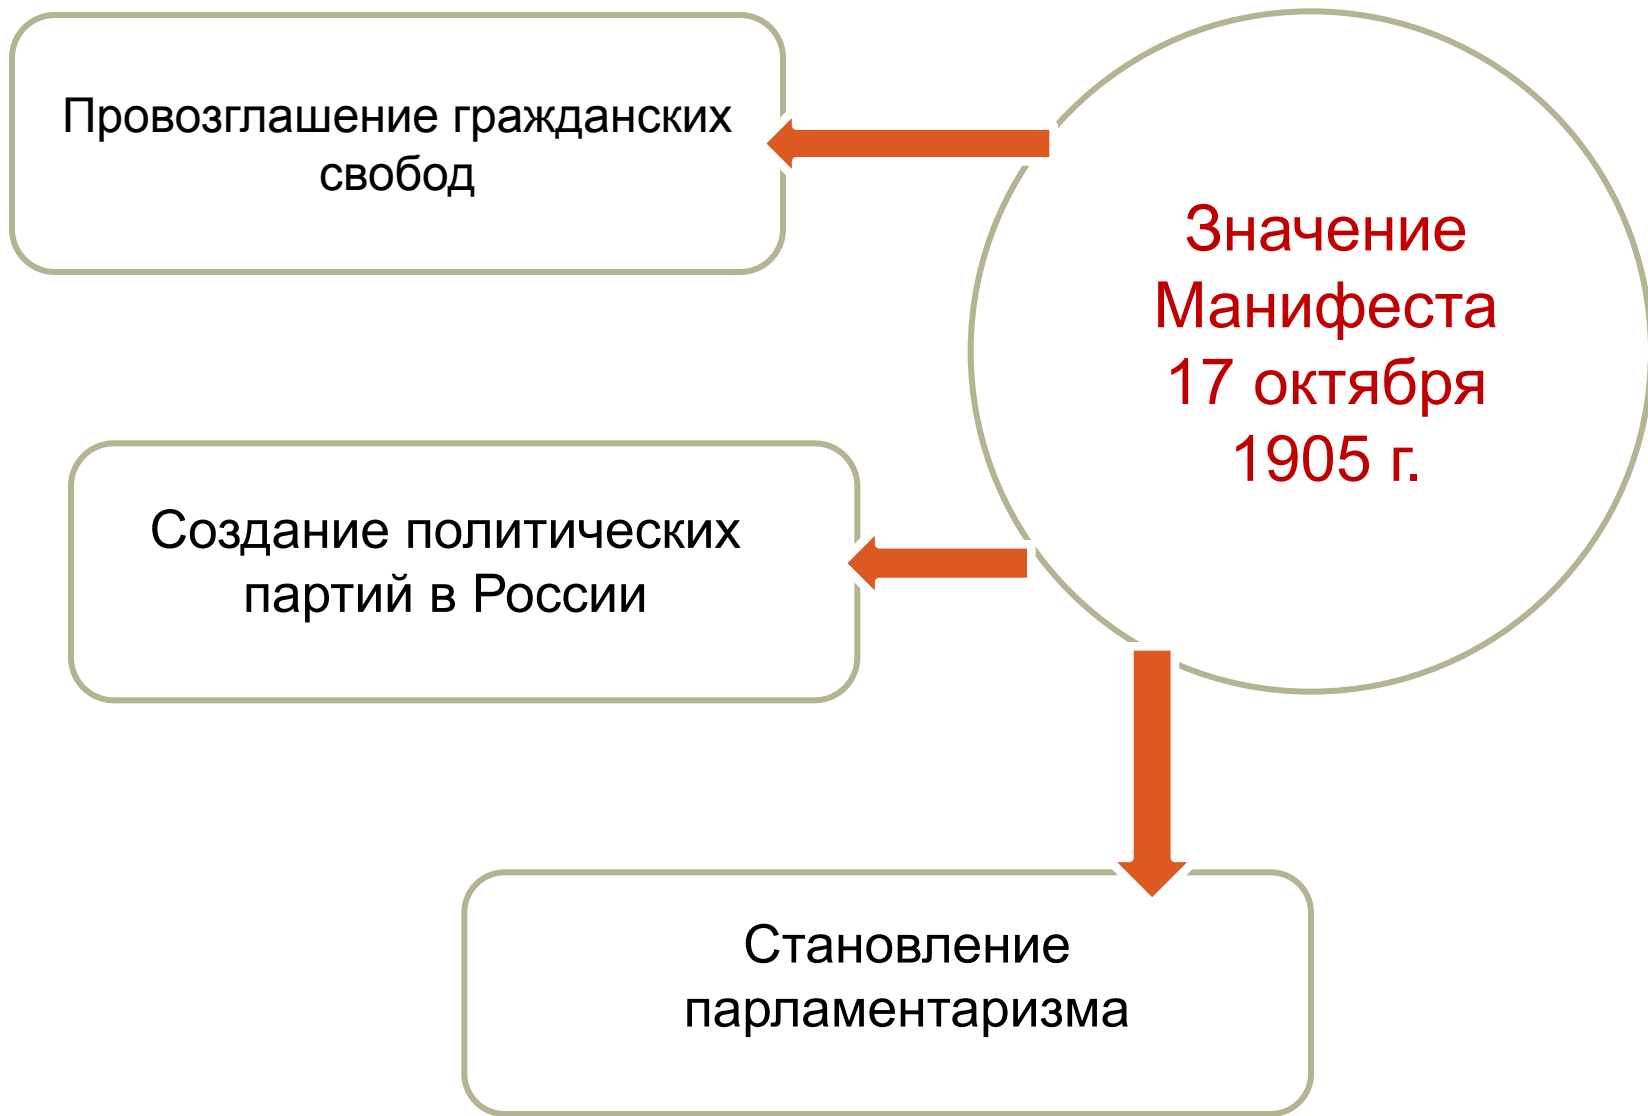 Провозглашение гражданских
свобод
Значение
Манифеста
17 октября
1905 г.
Создание политических
партий в России
Становление
парламентаризма